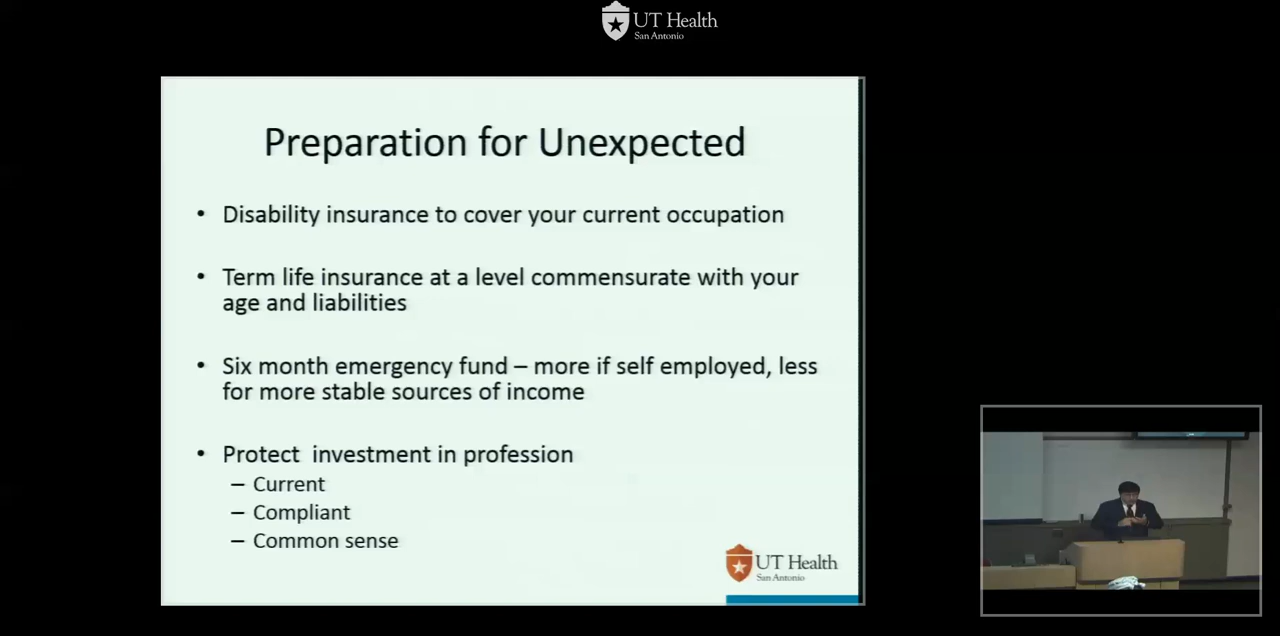 UT Health
San Antonio
Preparation for Unexpected
• Disability insurance to cover your current occupation
• Term life insurance at a level commensurate with your
age and liabilities
• Six month emergency fund – more if self employed, less
for more stable sources of income
• Protect  investment in profession
– Current
– Compliant
– Common sense
UT Health
San Antonio